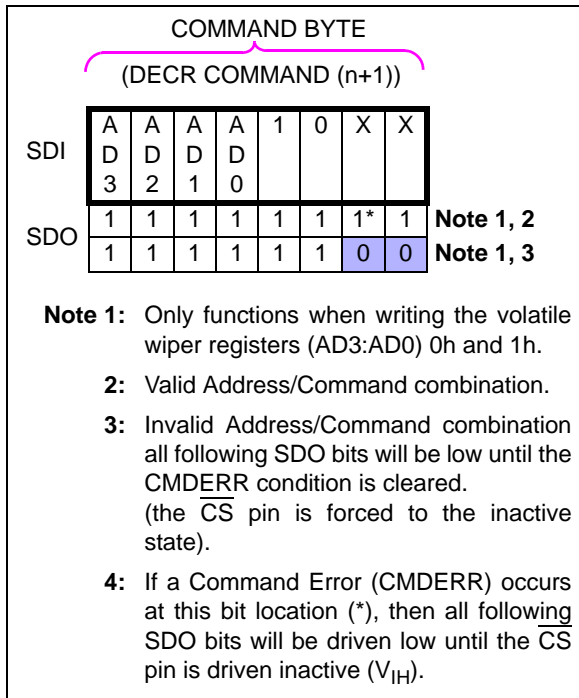 COMMAND BYTE
(DECR COMMAND (n+1))
SDI A A A A 1 0 X X
D D D D
3 2 1 0
SDO 1 1 1 1 1 1 1* 1 Note 1, 2
1 1 1 1 1 1 0 0 Note 1, 3
Note 1: Only functions when writing the volatile
wiper registers (AD3:AD0) 0h and 1h.
2: Valid Address/Command combination.
3: Invalid Address/Command combination
all following SDO bits will be low until the
CMDERR condition is cleared.
(the CS pin is forced to the inactive
state).
4: If a Command Error (CMDERR) occurs
at this bit location (*), then all following
SDO bits will be driven low until the CS
pin is driven inactive (VIH).